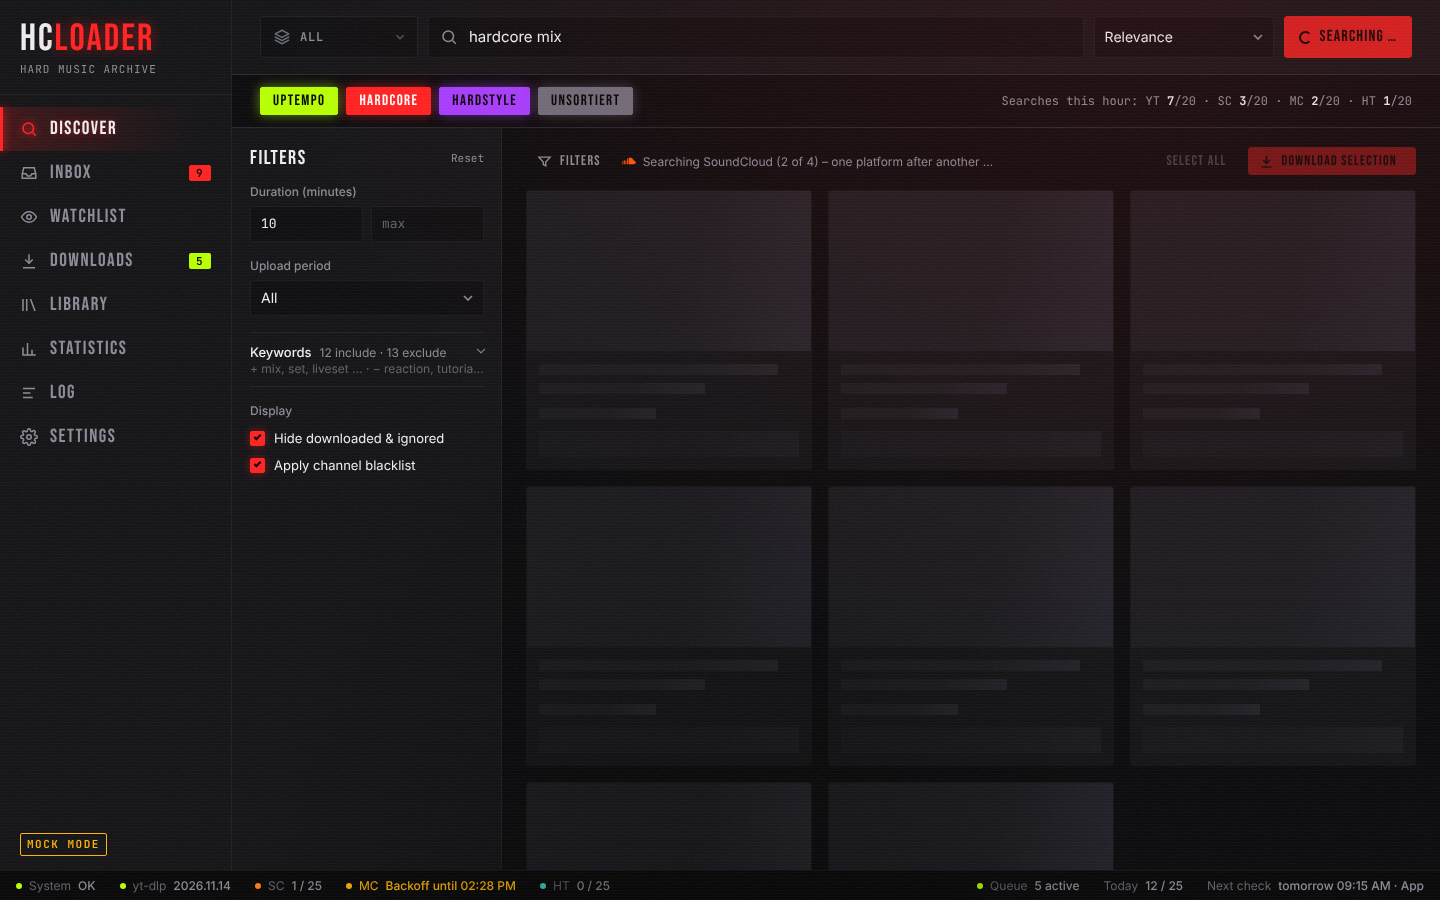 HCLOADER
HARD MUSIC ARCHIVE
DISCOVER
INBOX 9
WATCHLIST
DOWNLOADS 5
LIBRARY
STATISTICS
LOG
SETTINGS
MOCK MODE
ALL
hardcore mix
Relevance
SEARCHING ...
UPTEMPO
HARDCORE
HARDSTYLE
UNSORTIERT
Searches this hour: YT 7/20 · SC 3/20 · MC 2/20 · HT 1/20
FILTERS
Reset
Duration (minutes)
10
max
Upload period
All
Keywords 12 include · 13 exclude
+ mix, set, liveset ... · – reaction, tutoria...
Display
Hide downloaded & ignored
Apply channel blacklist
FILTERS
Searching SoundCloud (2 of 4) – one platform after another ...
SELECT ALL
DOWNLOAD SELECTION
System OK
yt-dlp 2026.11.14
SC 1 / 25
MC Backoff until 02:28 PM
HT 0 / 25
Queue 5 active
Today 12 / 25
Next check tomorrow 09:15 AM · App